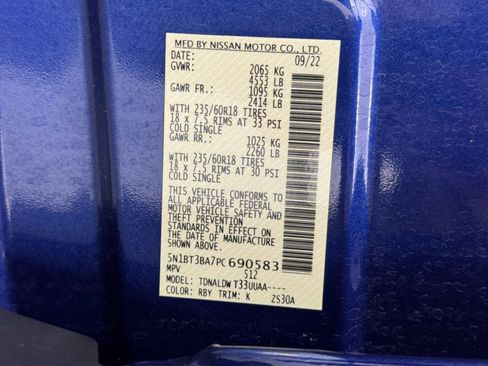 MFD BY NISSAN MOTOR CO., LTD.
DATE: 09/22
GVWR: 2065 KG
4553 LB
GAWR FR.: 1095 KG
2414 LB
WITH 235/60R18 TIRES
18 x 7.5 RIMS AT 33 PSI
COLD SINGLE
GAWR RR.: 1025 KG
2260 LB
WITH 235/60R18 TIRES
18 x 7.5 RIMS AT 30 PSI
COLD SINGLE
THIS VEHICLE CONFORMS TO
ALL APPLICABLE FEDERAL
MOTOR VEHICLE SAFETY AND
THEFT PREVENTION
STANDARDS IN EFFECT ON
THE DATE OF MANUFACTURE
SHOWN ABOVE.
5N1BT3BA7PC690583
MPV S12
MODEL: TDNALDW T33UUAA----
COLOR: RBY TRIM: K ZS30A